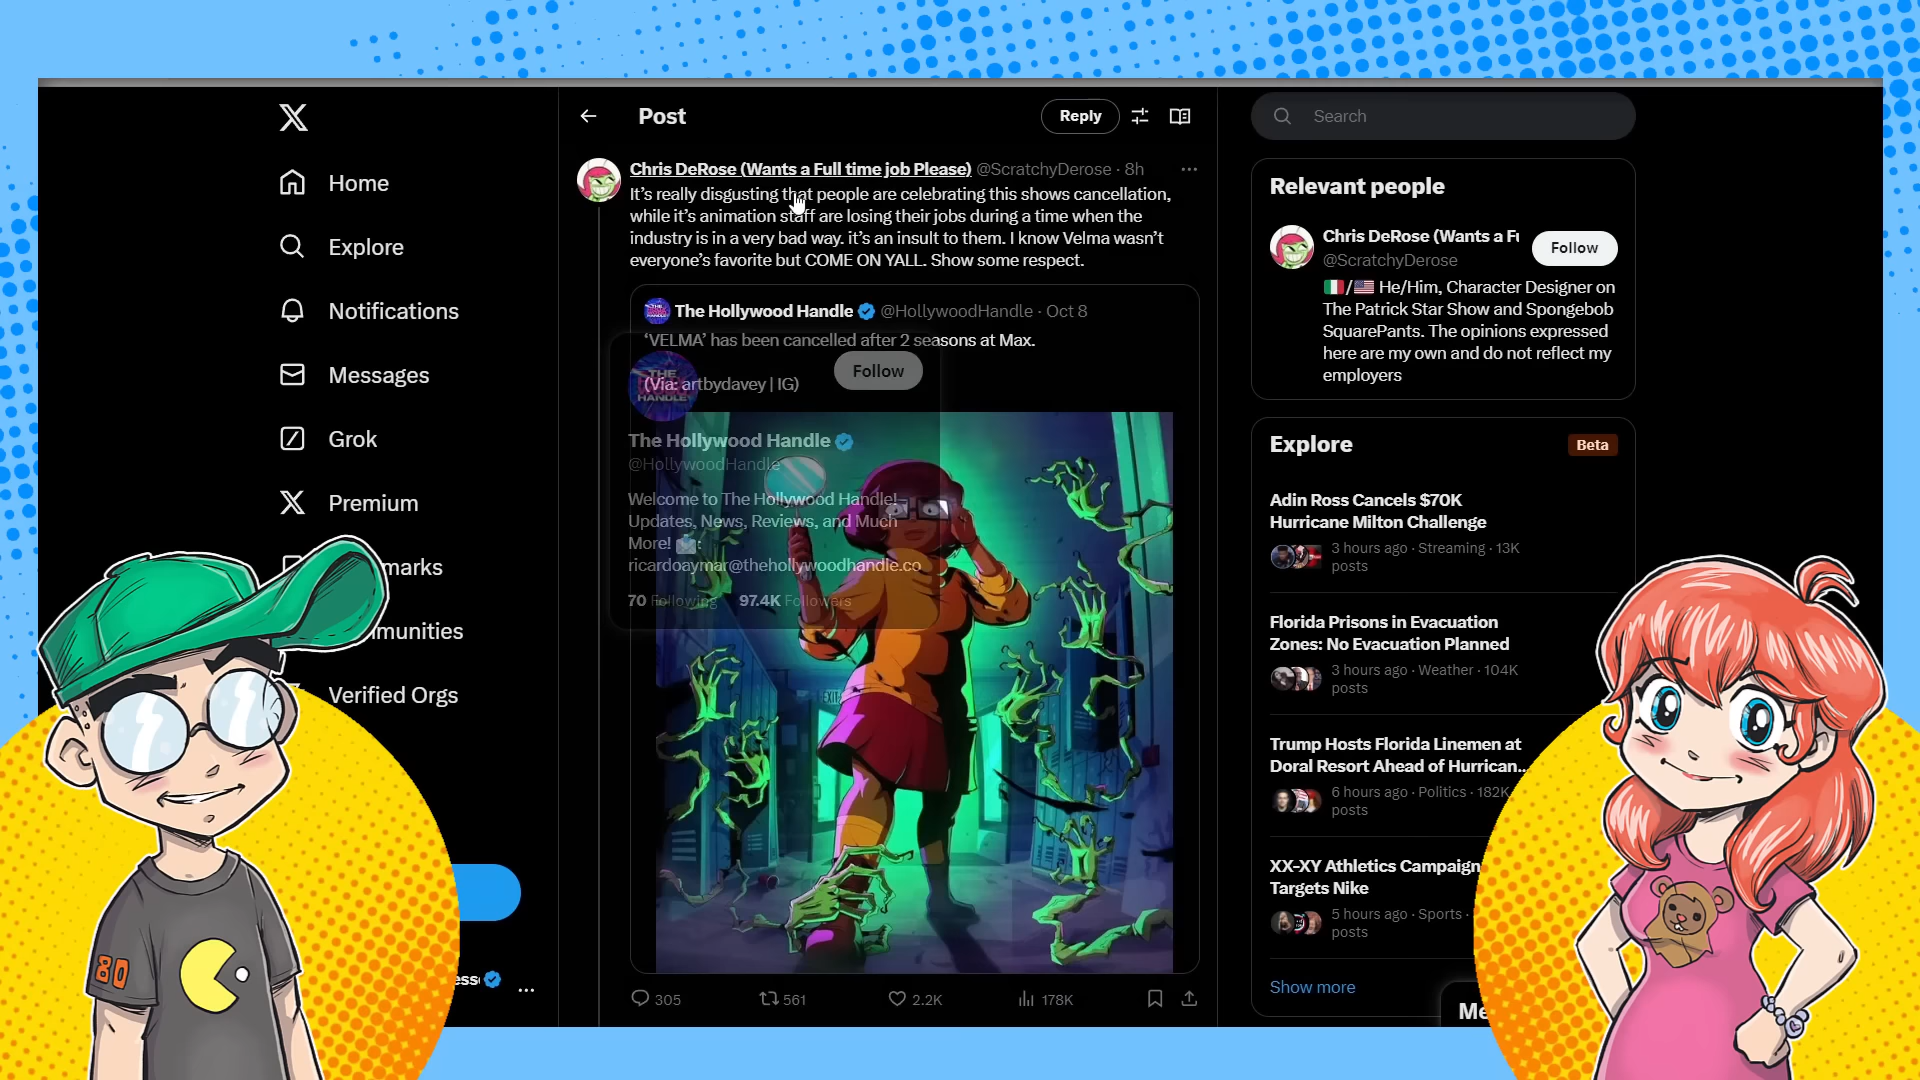 Home
Explore
Notifications
Messages
Grok
Premium
marks
munities
Verified Orgs
80
Post
Reply
Chris DeRose (Wants a Full time job Please) @ScratchyDerose · 8h
It's really disgusting that people are celebrating this shows cancellation,
while it's animation staff are losing their jobs during a time when the
industry is in a very bad way. it's an insult to them. I know Velma wasn't
everyone's favorite but COME ON YALL. Show some respect.
The Hollywood Handle @HollywoodHandle · Oct 8
'VELMA' has been cancelled after 2 seasons at Max.
(Via: artbydavey | IG)
Follow
The Hollywood Handle
@HollywoodHandle
Welcome to The Hollywood Handle!
Updates, News, Reviews, and Much
More! :
ricardoaymar@thehollywoodhandle.co
70 Following 97.4K Followers
EXIT
305 561 2.2K 178K
Search
Relevant people
Chris DeRose (Wants a Fu
@ScratchyDerose
Follow
🇮🇹/🇺🇸 He/Him, Character Designer on
The Patrick Star Show and Spongebob
SquarePants. The opinions expressed
here are my own and do not reflect my
employers
Explore
Beta
Adin Ross Cancels $70K
Hurricane Milton Challenge
3 hours ago · Streaming · 13K
posts
Florida Prisons in Evacuation
Zones: No Evacuation Planned
3 hours ago · Weather · 104K
posts
Trump Hosts Florida Linemen at
Doral Resort Ahead of Hurrican...
6 hours ago · Politics · 182K
posts
XX-XY Athletics Campaign
Targets Nike
5 hours ago · Sports ·
posts
Show more
Me